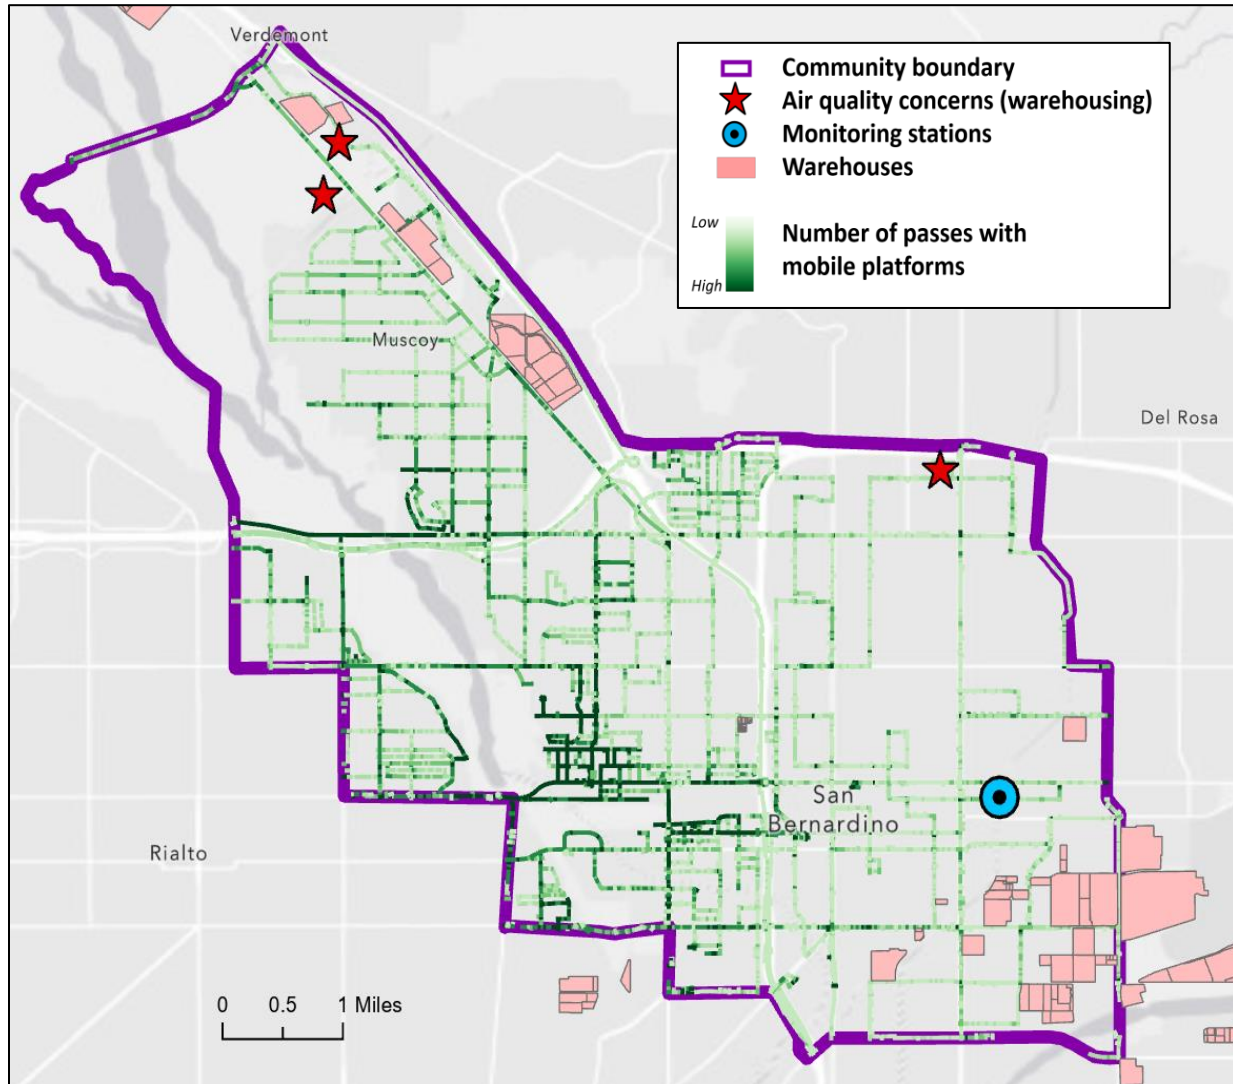 Verdemont
Community boundary
Air quality concerns (warehousing)
Monitoring stations
Warehouses
Low
High
Number of passes with
mobile platforms
Muscoy
Del Rosa
San
Bernardino
Rialto
0 0.5 1 Miles